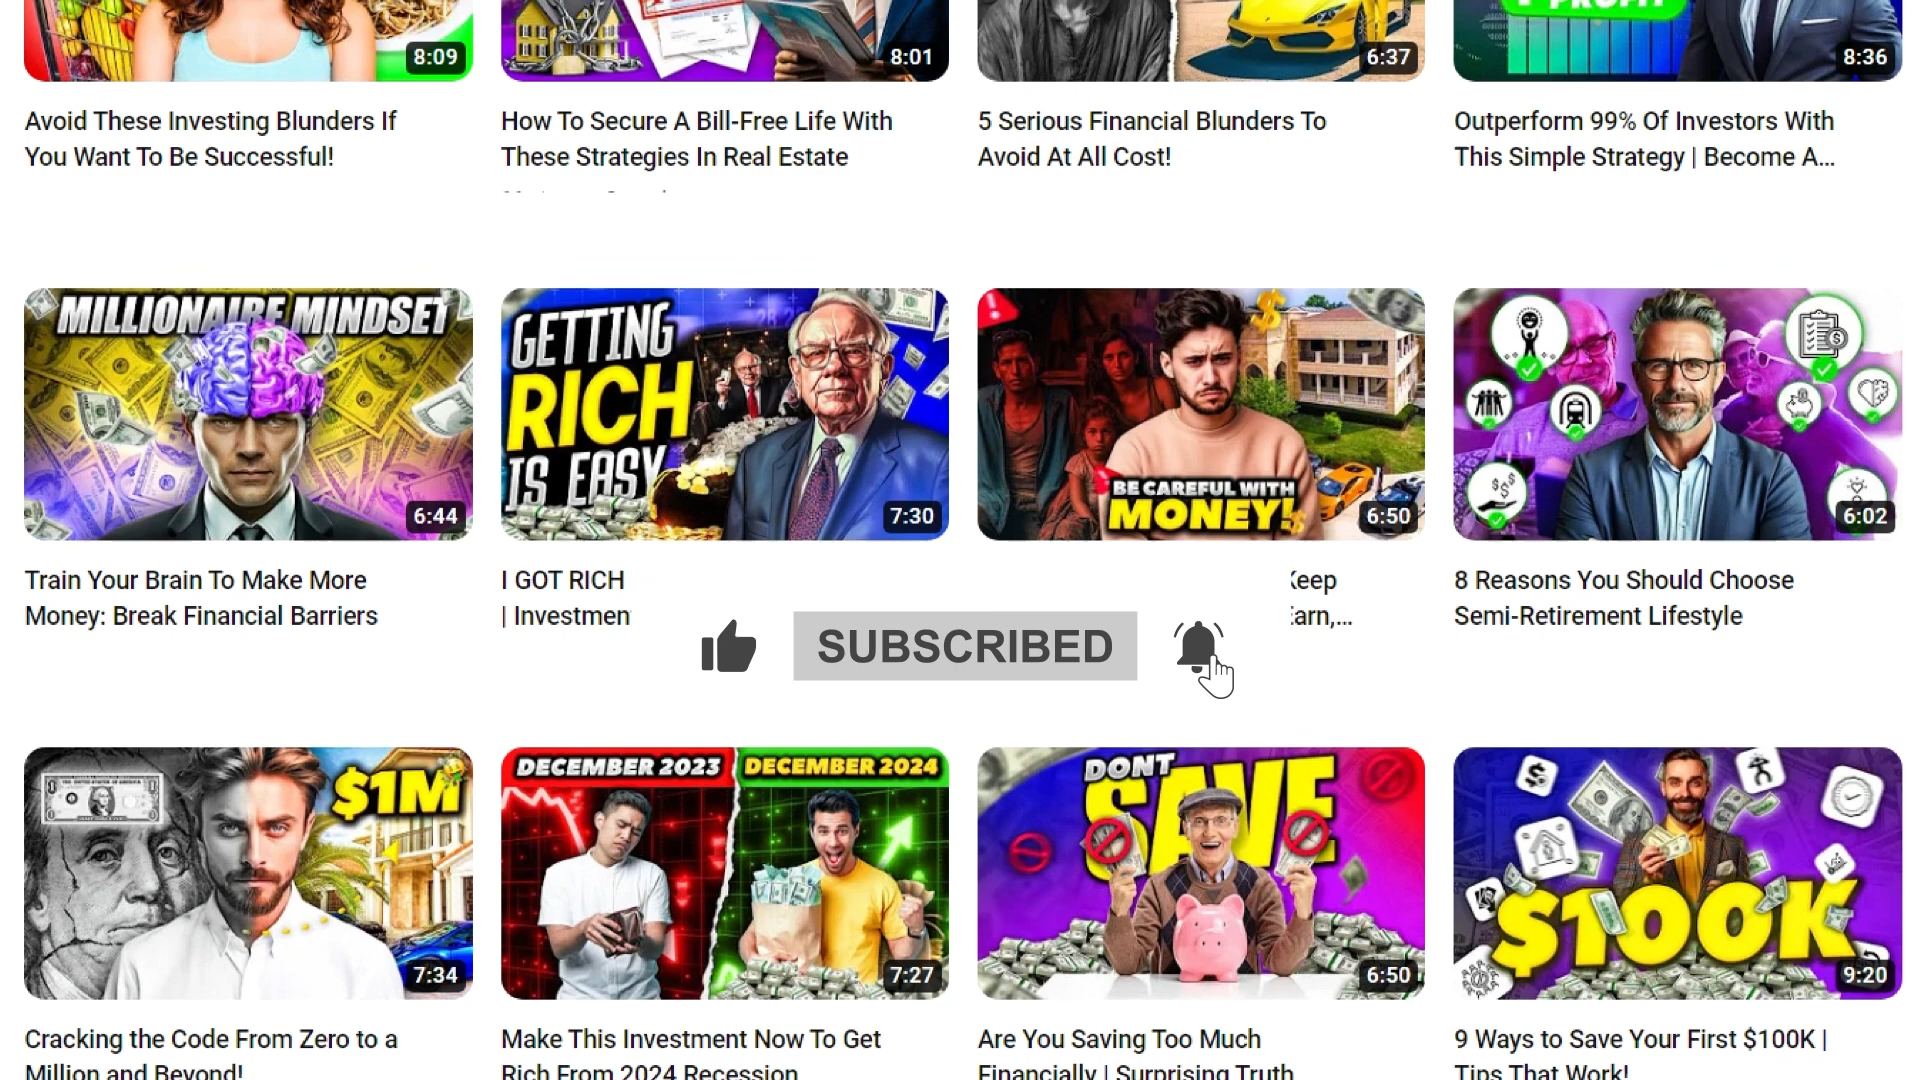 PROFIT
8:09
8:01
6:37
8:36
Avoid These Investing Blunders If
You Want To Be Successful!
How To Secure A Bill-Free Life With
These Strategies In Real Estate
5 Serious Financial Blunders To
Avoid At All Cost!
Outperform 99% Of Investors With
This Simple Strategy | Become A...
MILLIONAIRE MINDSET
6:44
GETTING
RICH
IS EASY
7:30
BE CAREFUL WITH
MONEY!
6:50
6:02
Train Your Brain To Make More
Money: Break Financial Barriers
I GOT RICH
| Investmen
Keep
Earn,...
8 Reasons You Should Choose
Semi-Retirement Lifestyle
SUBSCRIBED
$1M
7:34
DECEMBER 2023
DECEMBER 2024
7:27
DONT
SAVE
6:50
$100K
9:20
Cracking the Code From Zero to a
Million and Beyond!
Make This Investment Now To Get
Rich From 2024 Recession
Are You Saving Too Much
Financially | Surprising Truth
9 Ways to Save Your First $100K |
Tips That Work!